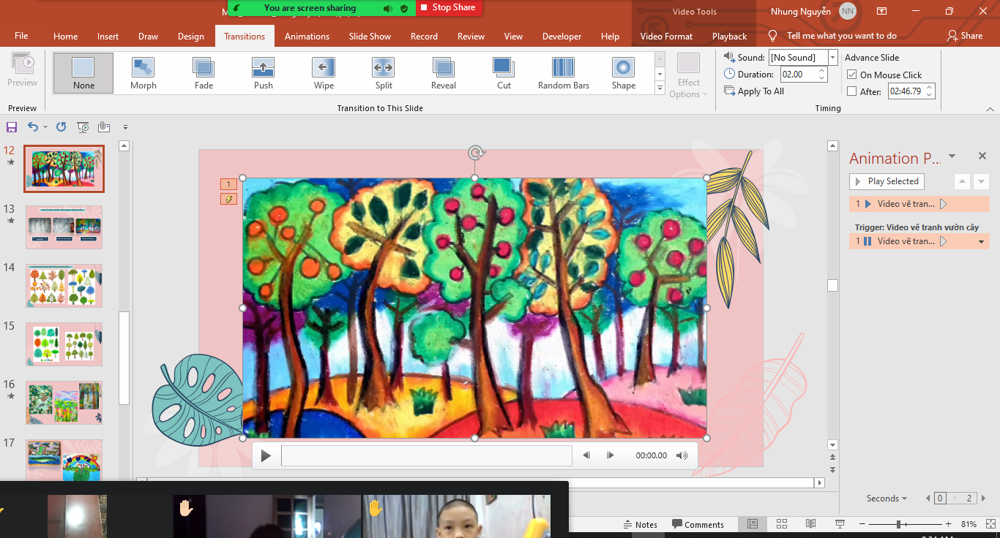 You are screen sharing
Stop Share
Video Tools
Nhung Nguyễn
NN
File
Home
Insert
Draw
Design
Transitions
Animations
Slide Show
Record
Review
View
Developer
Help
Video Format
Playback
Tell me what you want to do
Share
Preview
None
Morph
Fade
Push
Wipe
Split
Reveal
Cut
Random Bars
Shape
Effect
Options
Sound:
[No Sound]
Duration:
02.00
Apply To All
Advance Slide
On Mouse Click
After:
02:46.79
Preview
Transition to This Slide
Timing
12
13
14
15
16
17
1
00:00.00
Animation P...
Play Selected
1
Video vẽ tran...
Trigger: Video vẽ tranh vườn cây
1
Video vẽ tran...
Seconds
0
2
Notes
Comments
81%